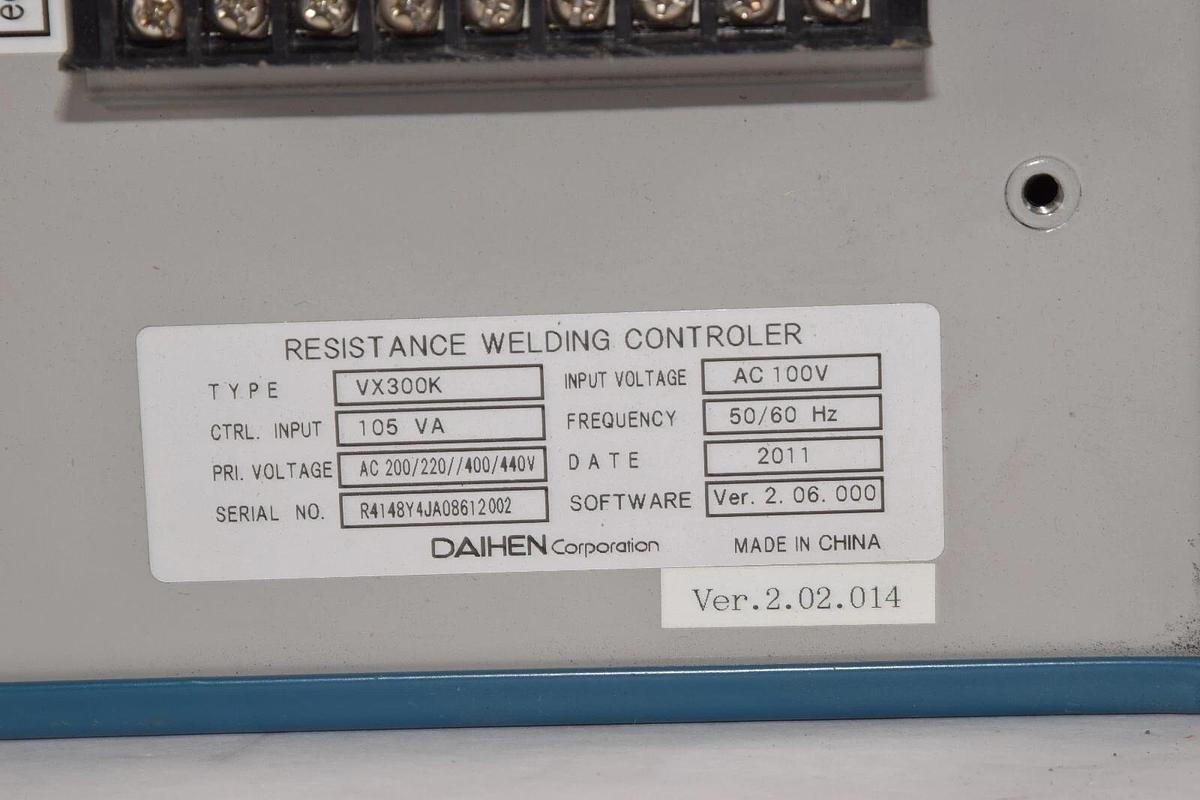 RESISTANCE WELDING CONTROLER
TYPE VX300K INPUT VOLTAGE AC 100V
CTRL. INPUT 105 VA FREQUENCY 50/60 Hz
PRI. VOLTAGE AC 200/220//400/440V DATE 2011
SERIAL NO. R4148Y4JA08612002 SOFTWARE Ver. 2. 06. 000
DAIHEN Corporation MADE IN CHINA
Ver.2.02.014